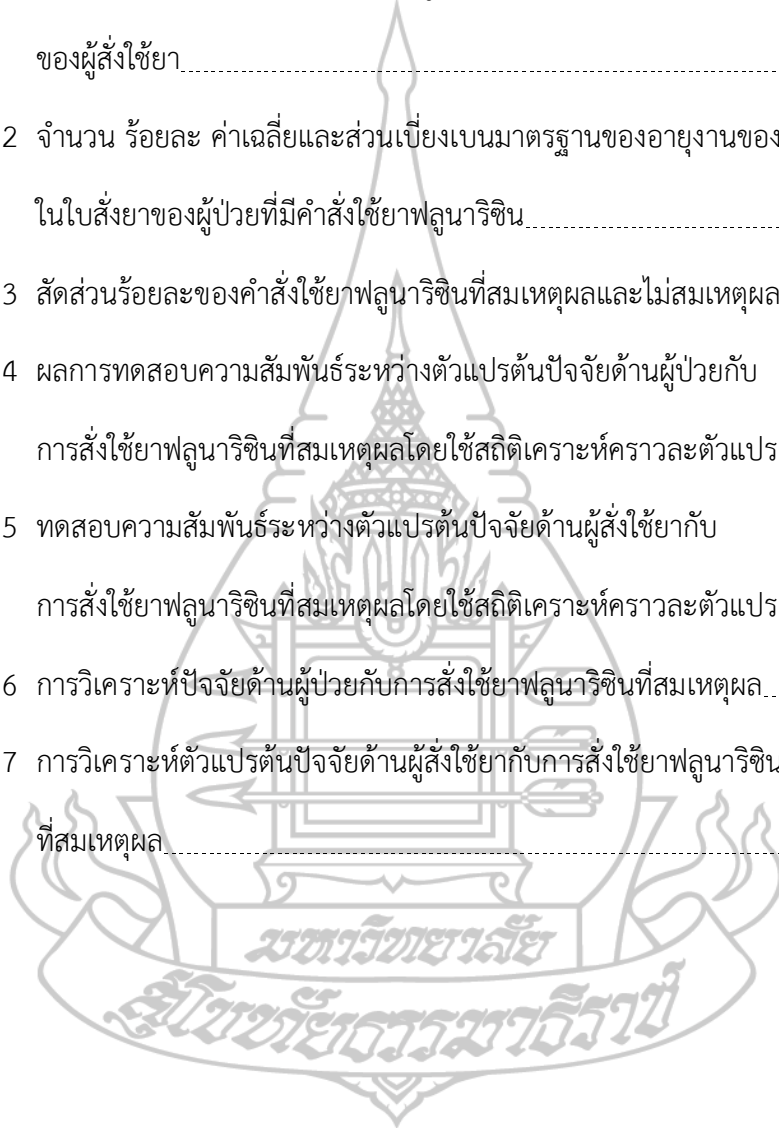 ของผู้สั่งใช้ยา
2 จำนวน ร้อยละ ค่าเฉลี่ยและส่วนเบี่ยงเบนมาตรฐานของอายุงานของ
ในใบสั่งยาของผู้ป่วยที่มีคำสั่งใช้ยาฟลูนาริซิน
3 สัดส่วนร้อยละของคำสั่งใช้ยาฟลูนาริซินที่สมเหตุผลและไม่สมเหตุผล
4 ผลการทดสอบความสัมพันธ์ระหว่างตัวแปรต้นปัจจัยด้านผู้ป่วยกับ
การสั่งใช้ยาฟลูนาริซินที่สมเหตุผลโดยใช้สถิติเคราะห์คราวละตัวแปร
5 ทดสอบความสัมพันธ์ระหว่างตัวแปรต้นปัจจัยด้านผู้สั่งใช้ยากับ
การสั่งใช้ยาฟลูนาริซินที่สมเหตุผลโดยใช้สถิติเคราะห์คราวละตัวแปร
6 การวิเคราะห์ปัจจัยด้านผู้ป่วยกับการสั่งใช้ยาฟลูนาริซินที่สมเหตุผล
7 การวิเคราะห์ตัวแปรต้นปัจจัยด้านผู้สั่งใช้ยากับการสั่งใช้ยาฟลูนาริซิน
ที่สมเหตุผล
มหาวิทยาลัย
สุโขทัยธรรมาธิราช